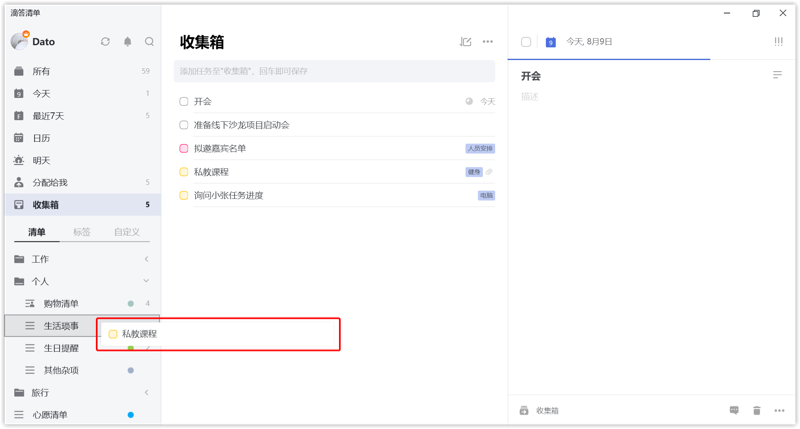 滴答清单
Dato
所有 59
今天 1
最近7天 5
日历
明天
分配给我 5
收集箱 5
清单 标签 自定义
工作
个人
购物清单 4
生活琐事
生日提醒
其他杂项
旅行
心愿清单
收集箱
添加任务至“收集箱”，回车即可保存
开会 今天
准备线下沙龙项目启动会
拟邀嘉宾名单 人员安排
私教课程 健身
询问小张任务进度 电脑
私教课程
9 今天, 8月9日 !!!
开会
描述
收集箱